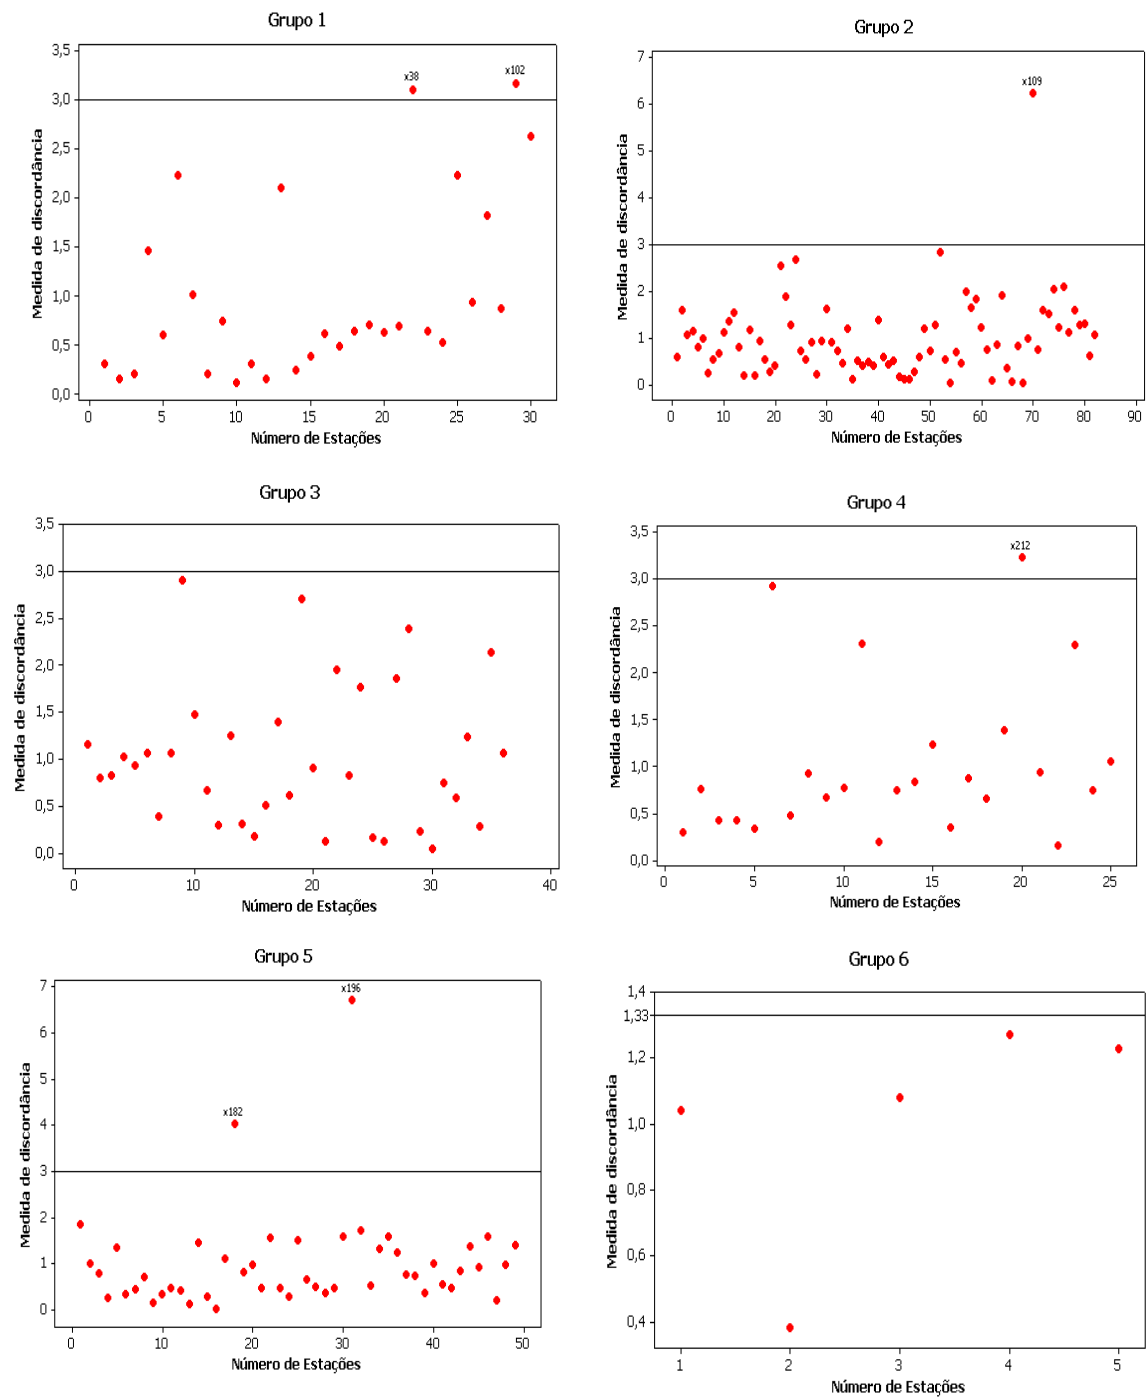 Grupo 1
3,5
3,0
2,5
2,0
1,5
1,0
0,5
0,0
Medida de discordância
x38
x102
0 5 10 15 20 25 30
Número de Estações
Grupo 2
7
6
5
4
3
2
1
0
Medida de discordância
x109
0 10 20 30 40 50 60 70 80 90
Número de Estações
Grupo 3
3,5
3,0
2,5
2,0
1,5
1,0
0,5
0,0
Medida de discordância
0 10 20 30 40
Número de Estações
Grupo 4
3,5
3,0
2,5
2,0
1,5
1,0
0,5
0,0
Medida de discordância
x212
0 5 10 15 20 25
Número de Estações
Grupo 5
7
6
5
4
3
2
1
0
Medida de discordância
x196
x182
0 10 20 30 40 50
Número de Estações
Grupo 6
1,4
1,33
1,2
1,0
0,8
0,6
0,4
Medida de discordância
1 2 3 4 5
Número de Estações